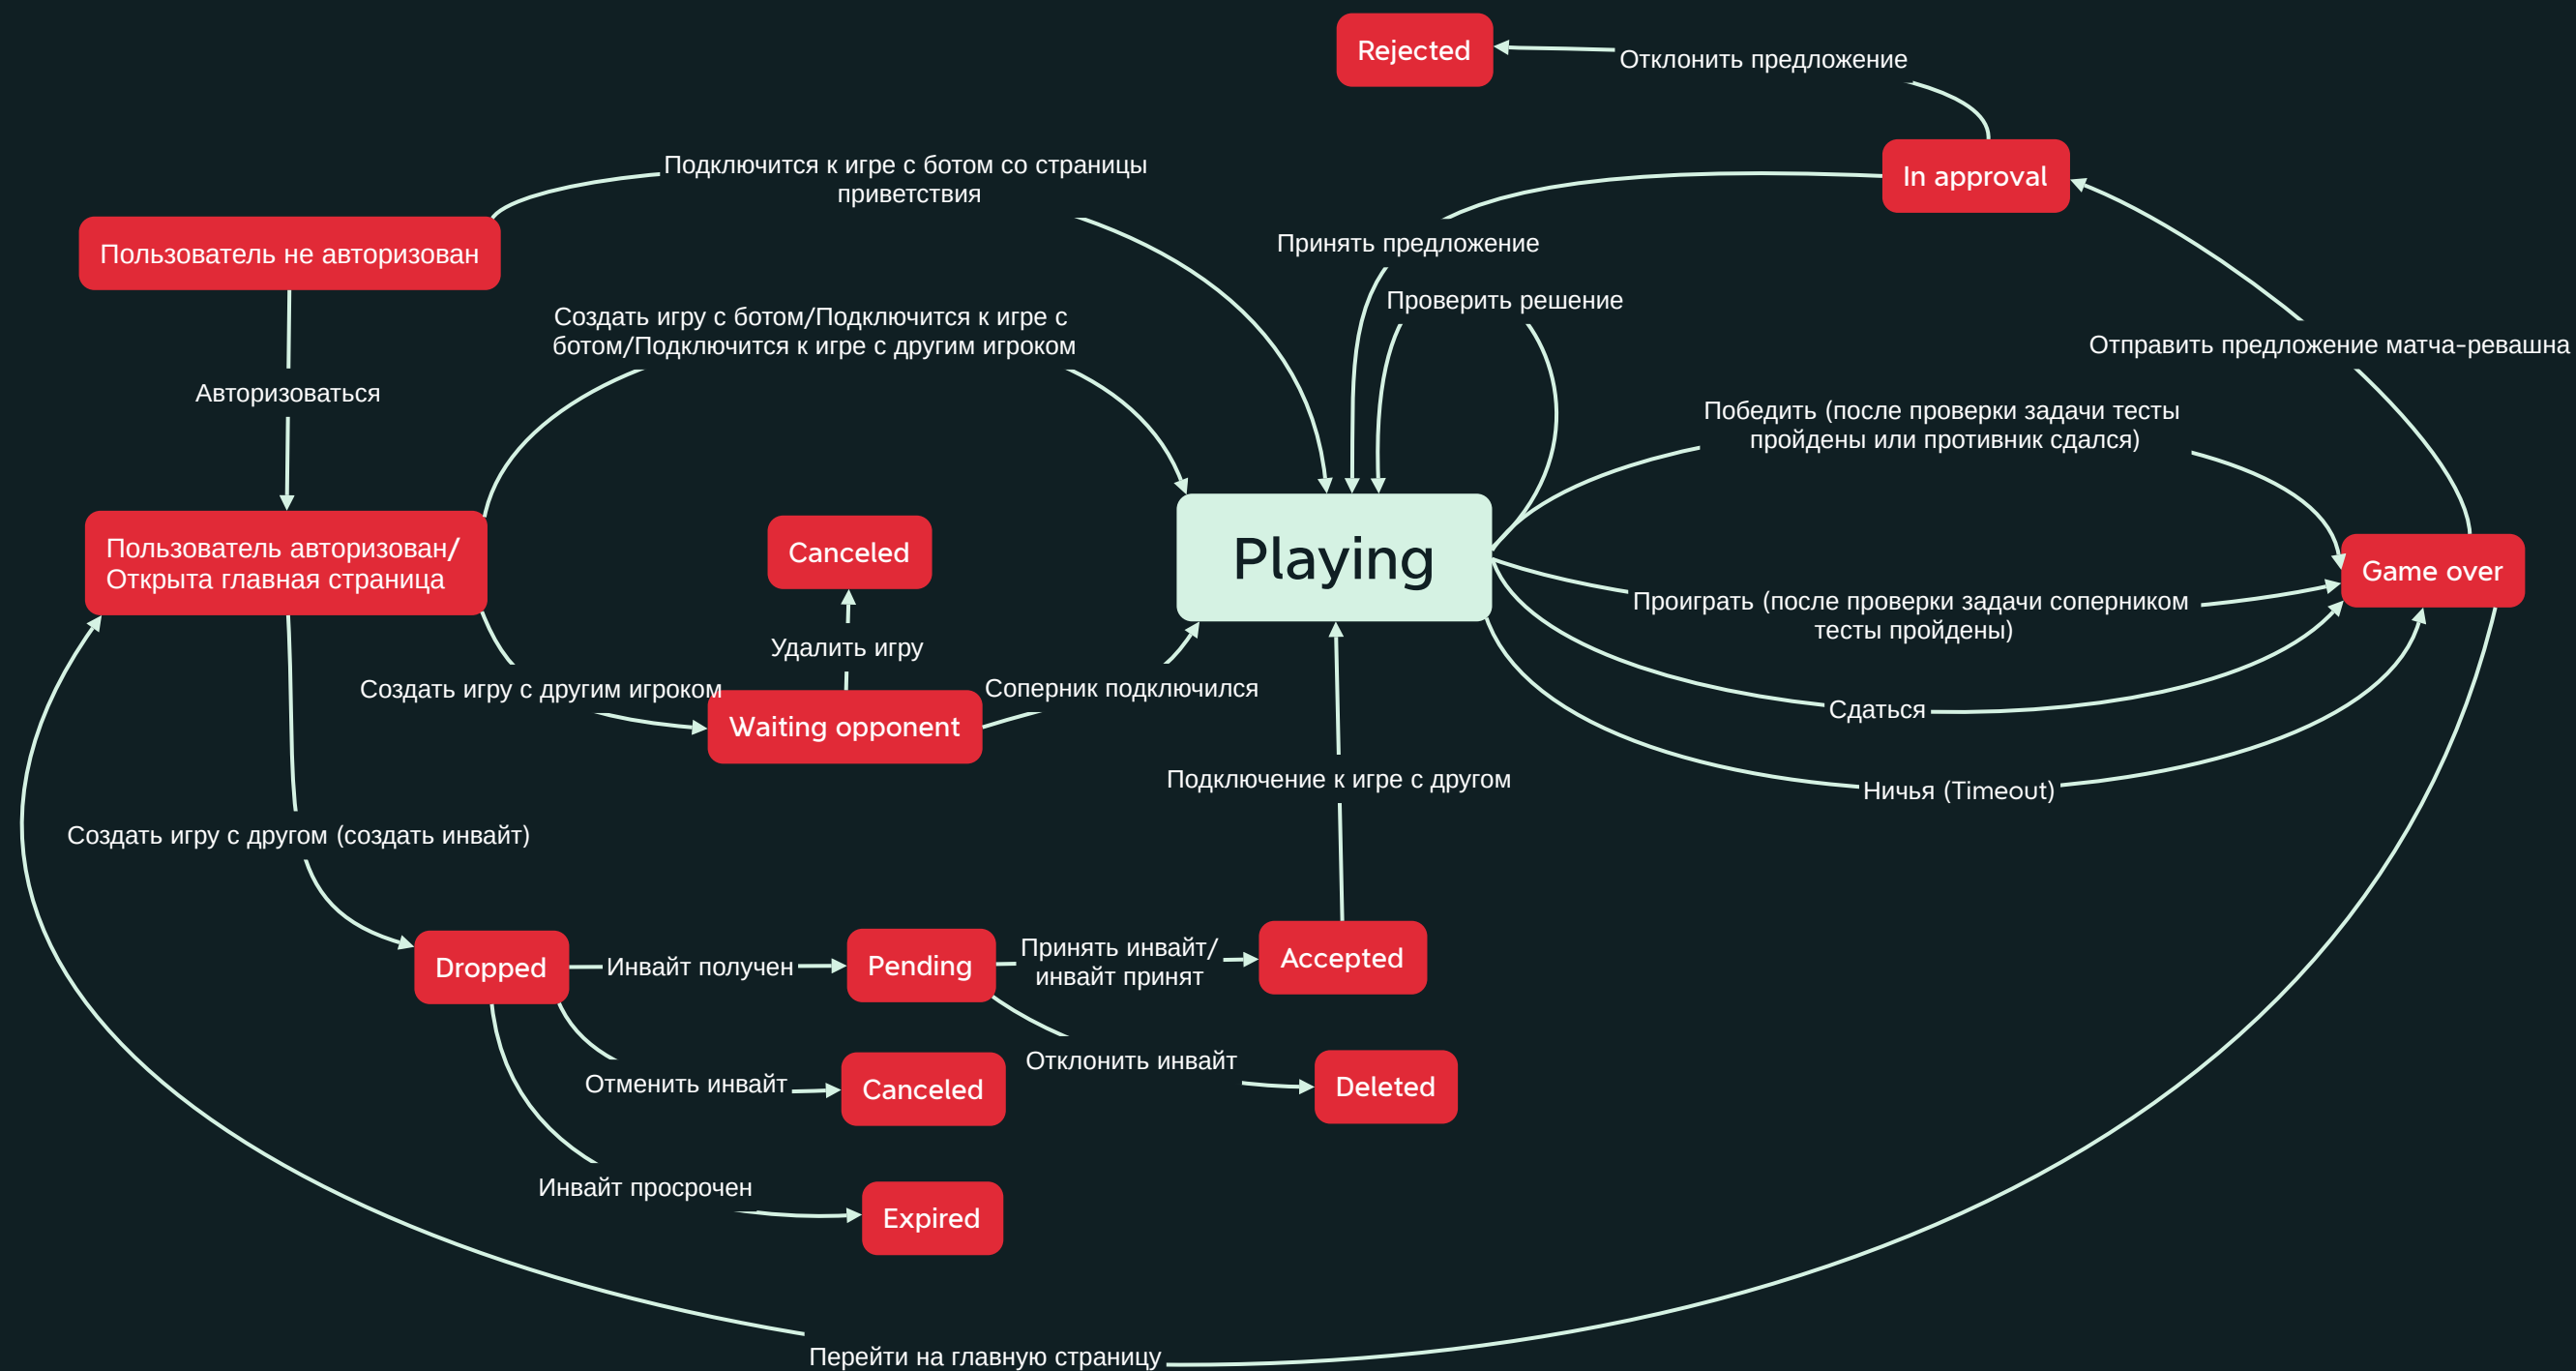 Rejected
Отклонить предложение
In approval
Подключится к игре с ботом со страницы
приветствия
Пользователь не авторизован
Принять предложение
Проверить решение
Создать игру с ботом/Подключится к игре с
ботом/Подключится к игре с другим игроком
Отправить предложение матча-ревашна
Авторизоваться
Победить (после проверки задачи тесты
пройдены или противник сдался)
Пользователь авторизован/
Открыта главная страница
Canceled
Playing
Game over
Проиграть (после проверки задачи соперником
тесты пройдены)
Удалить игру
Создать игру с другим игроком
Соперник подключился
Waiting opponent
Сдаться
Подключение к игре с другом
Ничья (Timeout)
Создать игру с другом (создать инвайт)
Dropped
Инвайт получен
Pending
Принять инвайт/
инвайт принят
Accepted
Отменить инвайт
Canceled
Отклонить инвайт
Deleted
Инвайт просрочен
Expired
Перейти на главную страницу